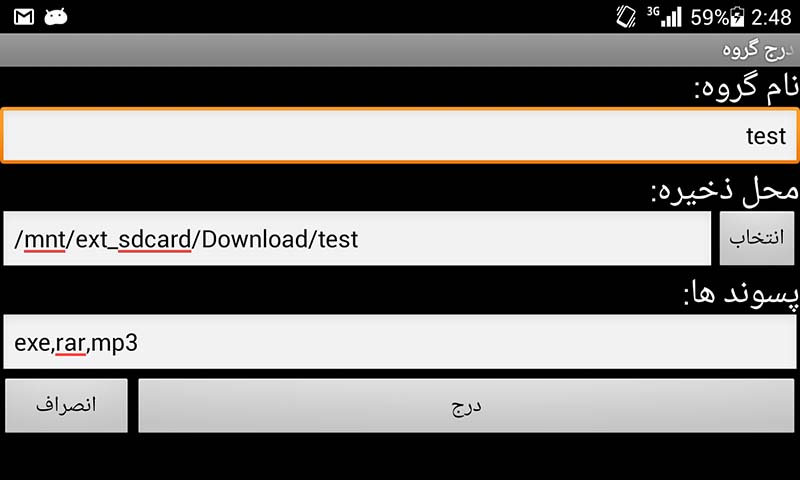 3G 59% 2:48
درج گروه
نام گروه:
test
محل ذخیره:
/mnt/ext_sdcard/Download/test
انتخاب
پسوند ها:
exe,rar,mp3
انصراف
درج